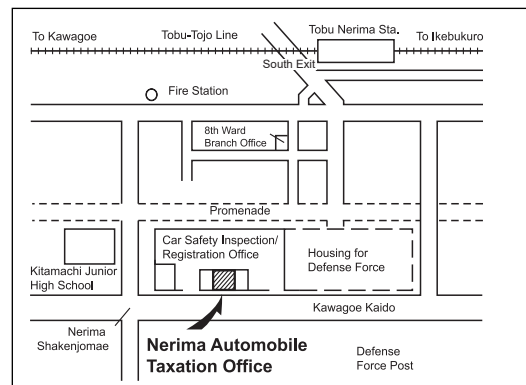 Tobu Nerima Sta.
To Kawagoe
Tobu-Tojo Line
To Ikebukuro
South Exit
Fire Station
8th Ward
Branch Office
Promenade
Car Safety Inspection/
Registration Office
Housing for
Defense Force
Kitamachi Junior
High School
Kawagoe Kaido
Nerima
Shakenjomae
Nerima Automobile
Taxation Office
Defense
Force Post